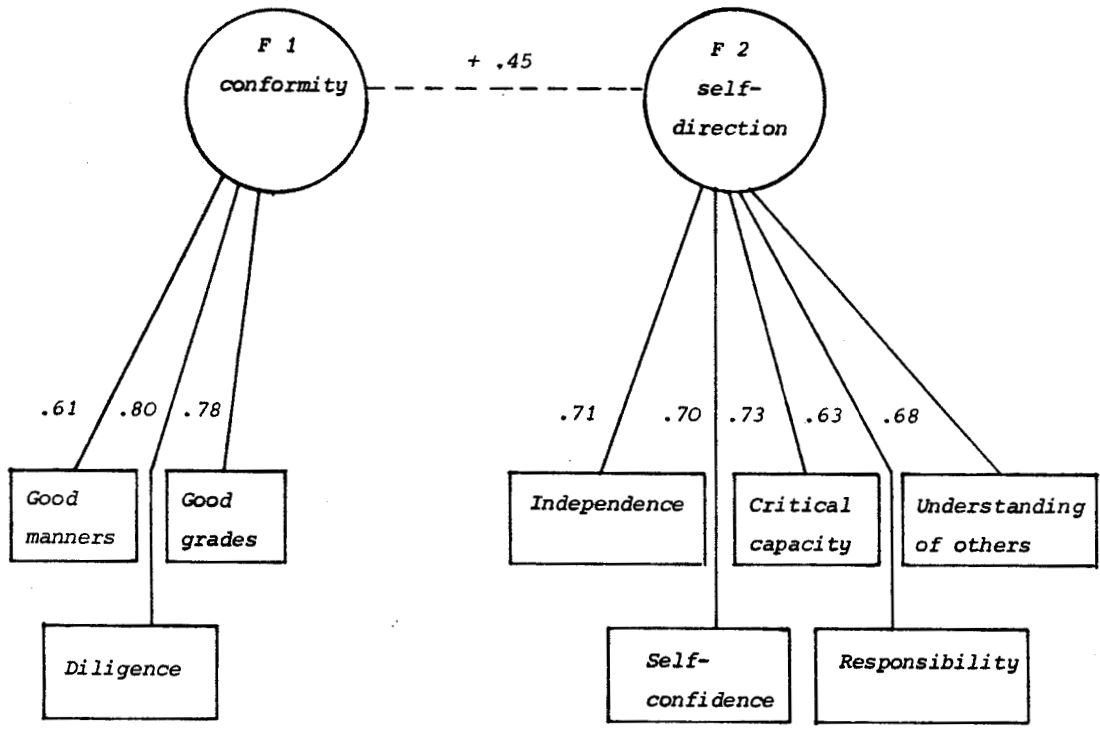 F 1
conformity
+ .45
F 2
self-
direction
.61
.80
.78
.71
.70
.73
.63
.68
Good
manners
Good
grades
Independence
Critical
capacity
Understanding
of others
Diligence
Self-
confidence
Responsibility